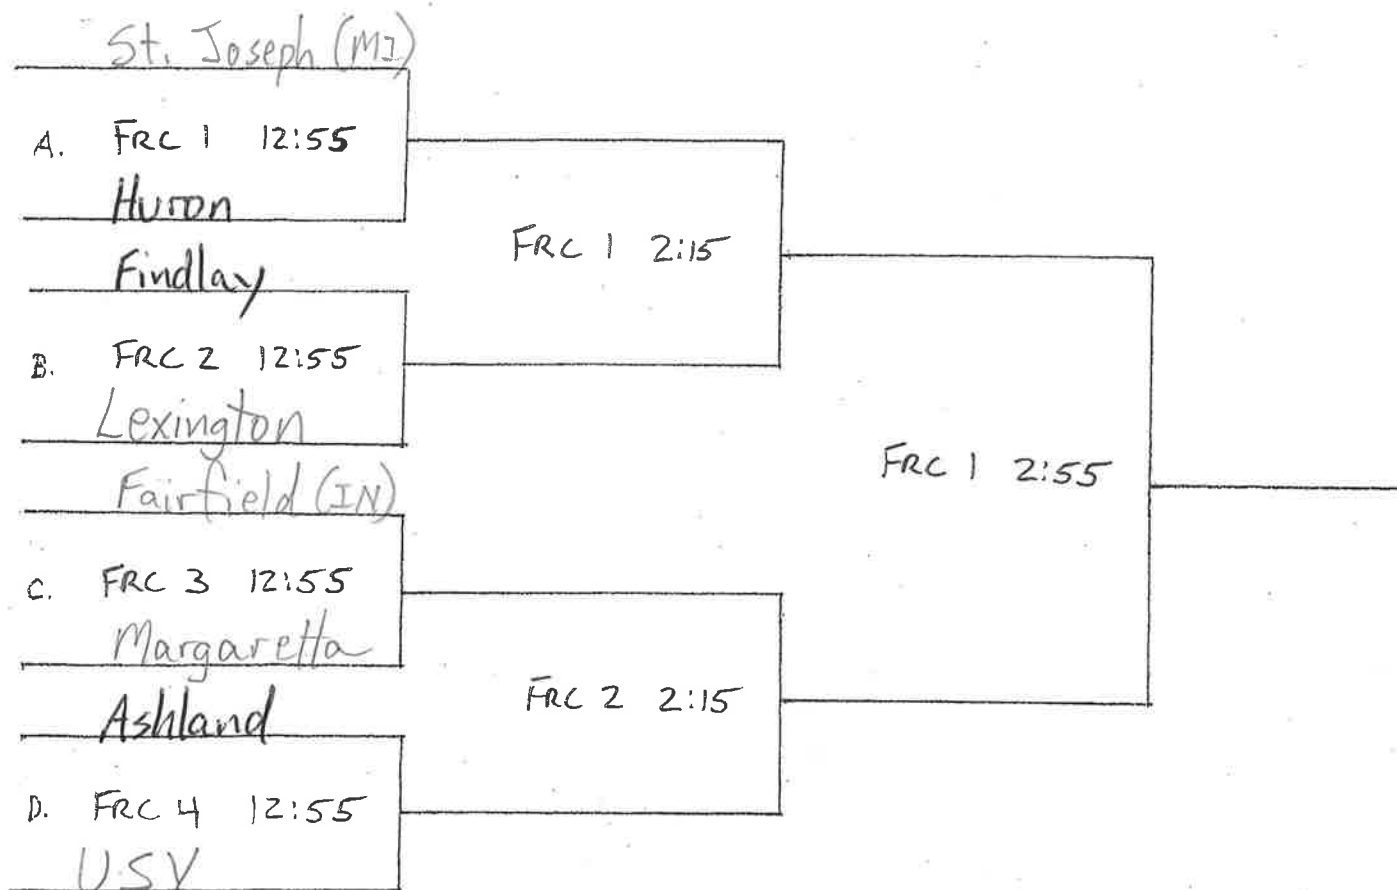 St. Joseph (MI)
A. FRC 1 12:55
Huron
FRC 1 2:15
Findlay
B. FRC 2 12:55
Lexington
FRC 1 2:55
Fairfield (IN)
C. FRC 3 12:55
Margaretta
FRC 2 2:15
Ashland
D. FRC 4 12:55
USV